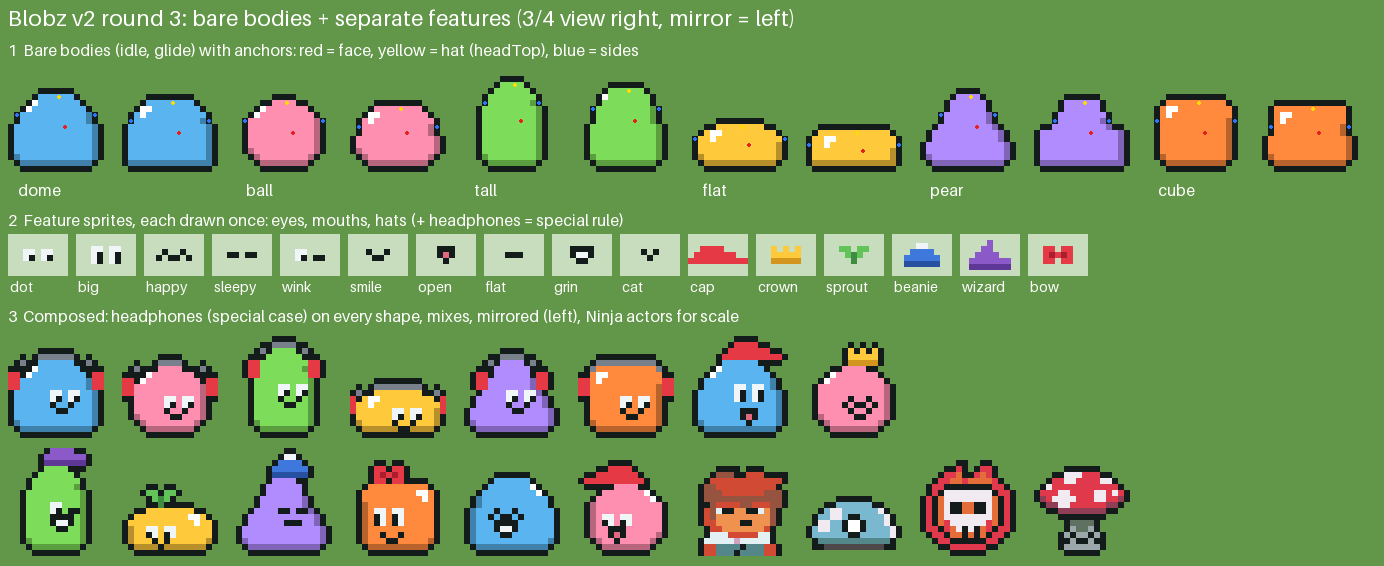 Blobz v2 round 3: bare bodies + separate features (3/4 view right, mirror = left)
1 Bare bodies (idle, glide) with anchors: red = face, yellow = hat (headTop), blue = sides
dome ball tall flat pear cube
2 Feature sprites, each drawn once: eyes, mouths, hats (+ headphones = special rule)
dot big happy sleepy wink smile open flat grin cat cap crown sprout beanie wizard bow
3 Composed: headphones (special case) on every shape, mixes, mirrored (left), Ninja actors for scale